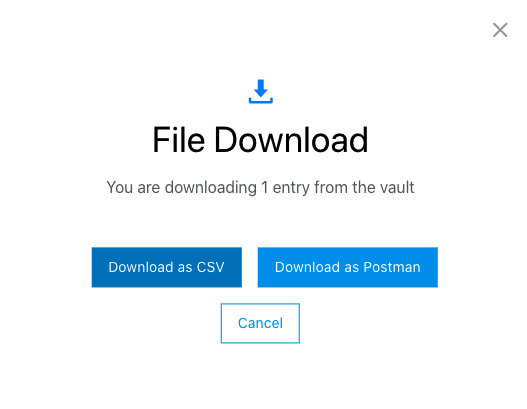 File Download
You are downloading 1 entry from the vault
Download as CSV
Download as Postman
Cancel